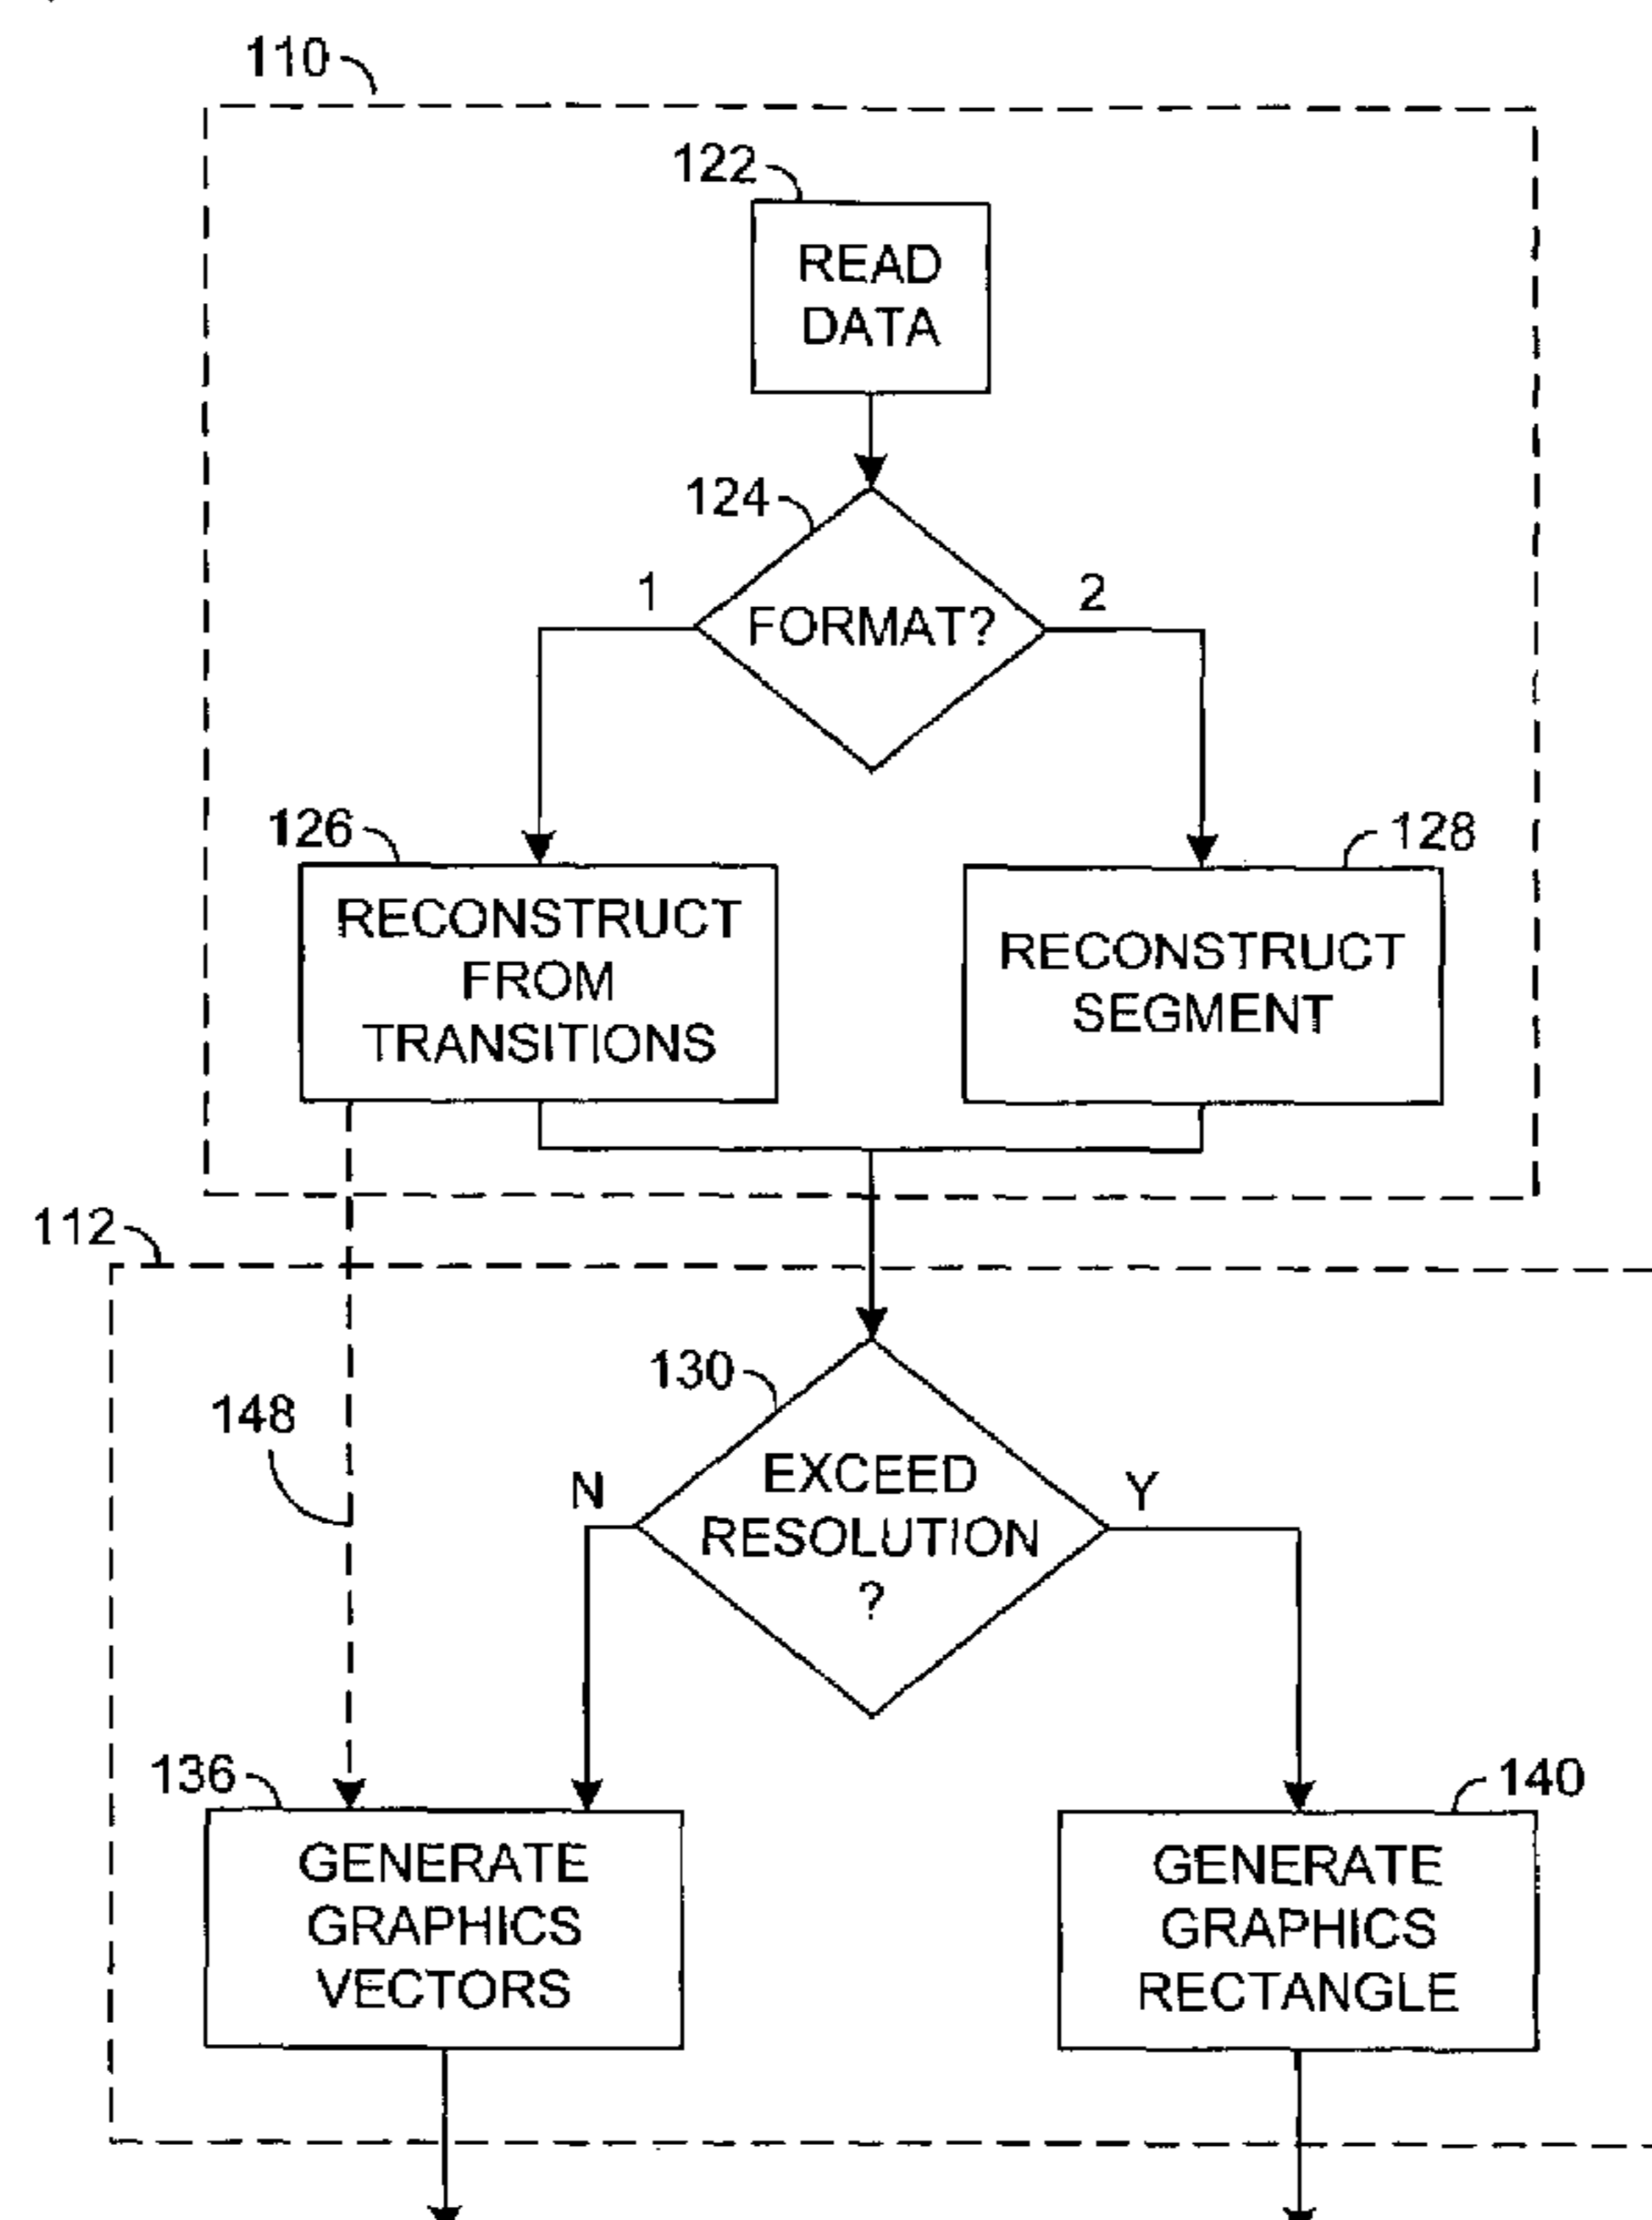 110
122
READ
DATA
124
1
FORMAT?
2
126
RECONSTRUCT
FROM
TRANSITIONS
128
RECONSTRUCT
SEGMENT
112
130
148
N
EXCEED
RESOLUTION
?
Y
136
GENERATE
GRAPHICS
VECTORS
140
GENERATE
GRAPHICS
RECTANGLE